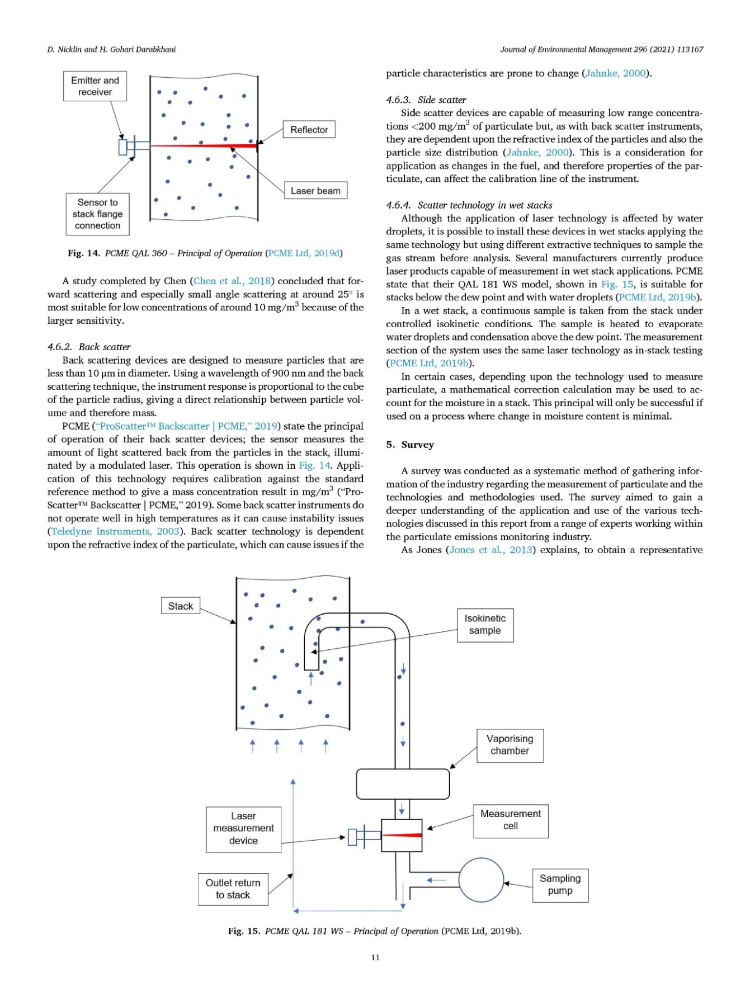 D. Nicklin and H. Gohari Darabkhani
Journal of Environmental Management 296 (2021) 113167
Emitter and
receiver
Reflector
Laser beam
Sensor to
stack flange
connection
Fig. 14. PCME QAL 360 – Principal of Operation (PCME Ltd, 2019d)
A study completed by Chen (Chen et al., 2018) concluded that for-
ward scattering and especially small angle scattering at around 25° is
most suitable for low concentrations of around 10 mg/m³ because of the
larger sensitivity.
4.6.2. Back scatter
Back scattering devices are designed to measure particles that are
less than 10 μm in diameter. Using a wavelength of 900 nm and the back
scattering technique, the instrument response is proportional to the cube
of the particle radius, giving a direct relationship between particle vol-
ume and therefore mass.
PCME (“ProScatter™ Backscatter | PCME,” 2019) state the principal
of operation of their back scatter devices; the sensor measures the
amount of light scattered back from the particles in the stack, illumi-
nated by a modulated laser. This operation is shown in Fig. 14. Appli-
cation of this technology requires calibration against the standard
reference method to give a mass concentration result in mg/m³ (“Pro-
Scatter™ Backscatter | PCME,” 2019). Some back scatter instruments do
not operate well in high temperatures as it can cause instability issues
(Teledyne Instruments, 2003). Back scatter technology is dependent
upon the refractive index of the particulate, which can cause issues if the
particle characteristics are prone to change (Jahnke, 2000).
4.6.3. Side scatter
Side scatter devices are capable of measuring low range concentra-
tions <200 mg/m³ of particulate but, as with back scatter instruments,
they are dependent upon the refractive index of the particles and also the
particle size distribution (Jahnke, 2000). This is a consideration for
application as changes in the fuel, and therefore properties of the par-
ticulate, can affect the calibration line of the instrument.
4.6.4. Scatter technology in wet stacks
Although the application of laser technology is affected by water
droplets, it is possible to install these devices in wet stacks applying the
same technology but using different extractive techniques to sample the
gas stream before analysis. Several manufacturers currently produce
laser products capable of measurement in wet stack applications. PCME
state that their QAL 181 WS model, shown in Fig. 15, is suitable for
stacks below the dew point and with water droplets (PCME Ltd, 2019b).
In a wet stack, a continuous sample is taken from the stack under
controlled isokinetic conditions. The sample is heated to evaporate
water droplets and condensation above the dew point. The measurement
section of the system uses the same laser technology as in-stack testing
(PCME Ltd, 2019b).
In certain cases, depending upon the technology used to measure
particulate, a mathematical correction calculation may be used to ac-
count for the moisture in a stack. This principal will only be successful if
used on a process where change in moisture content is minimal.
5. Survey
A survey was conducted as a systematic method of gathering infor-
mation of the industry regarding the measurement of particulate and the
technologies and methodologies used. The survey aimed to gain a
deeper understanding of the application and use of the various tech-
nologies discussed in this report from a range of experts working within
the particulate emissions monitoring industry.
As Jones (Jones et al., 2013) explains, to obtain a representative
Stack
Isokinetic
sample
Vaporising
chamber
Laser
measurement
device
Measurement
cell
Outlet return
to stack
Sampling
pump
Fig. 15. PCME QAL 181 WS – Principal of Operation (PCME Ltd, 2019b).
11